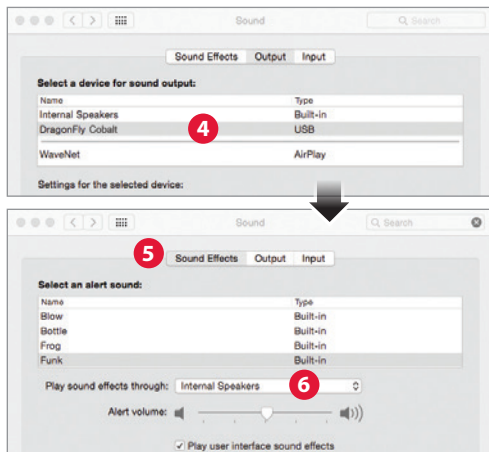 Sound
Search
Sound Effects Output Input
Select a device for sound output:
Name Type
Internal Speakers Built-in
DragonFly Cobalt 4 USB
WaveNet AirPlay
Settings for the selected device:
Sound
Search
5 Sound Effects Output Input
Select an alert sound:
Name Type
Blow Built-in
Bottle Built-in
Frog Built-in
Funk Built-in
Play sound effects through: Internal Speakers 6
Alert volume:
✓ Play user interface sound effects